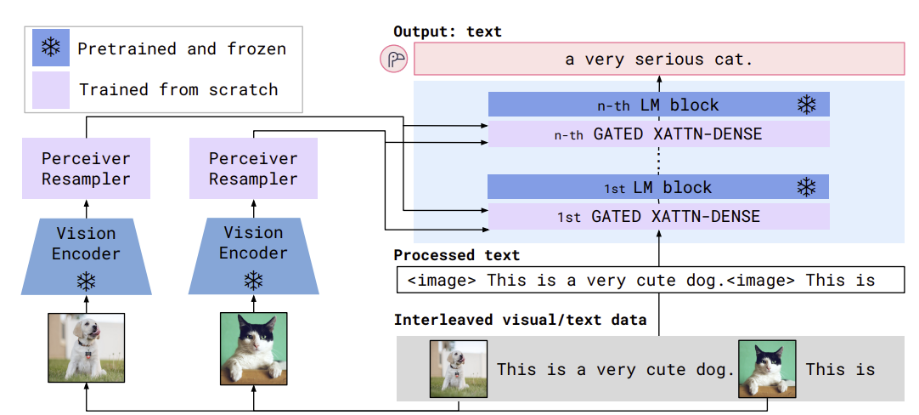 Output: text
Pretrained and frozen
a very serious cat.
Trained from scratch
n-th LM block
n-th GATED XATTN-DENSE
Perceiver
Resampler
Perceiver
Resampler
1st LM block
1st GATED XATTN-DENSE
Vision
Encoder
Vision
Encoder
Processed text
<image> This is a very cute dog.<image> This is
Interleaved visual/text data
This is a very cute dog.
This is